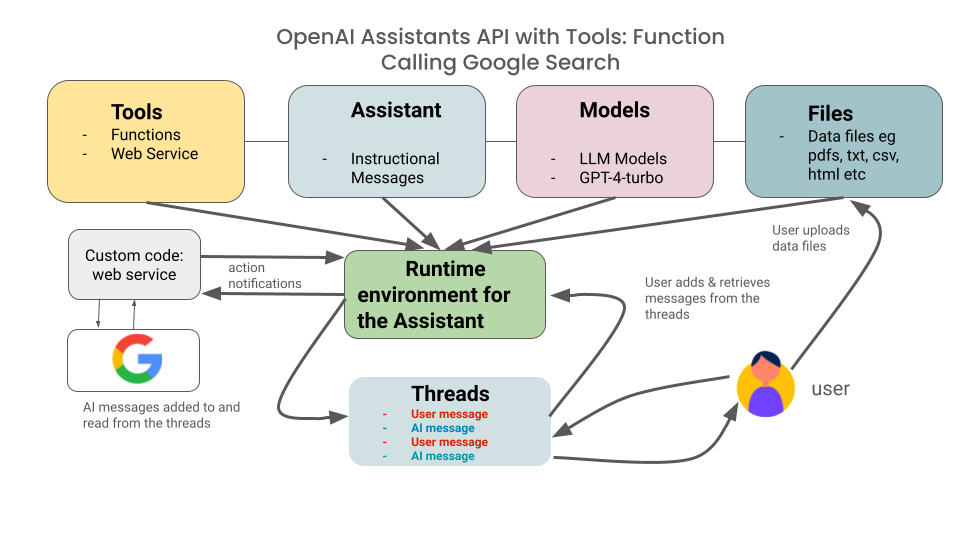 OpenAI Assistants API with Tools: Function
Calling Google Search
Tools
- Functions
- Web Service
Assistant
- Instructional
Messages
Models
- LLM Models
- GPT-4-turbo
Files
- Data files eg
pdfs, txt, csv,
html etc
Custom code:
web service
action
notifications
Runtime
environment for
the Assistant
User uploads
data files
User adds & retrieves
messages from the
threads
G
AI messages added to and
read from the threads
Threads
- User message
- AI message
- User message
- AI message
user